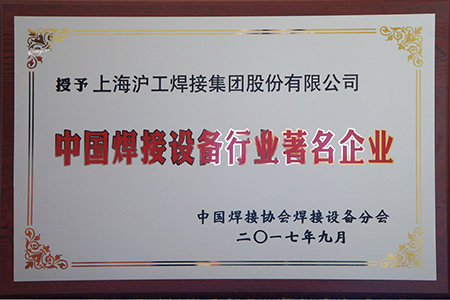 授予 上海沪工焊接集团股份有限公司
中国焊接设备行业著名企业
中国焊接协会焊接设备分会
二〇一七年九月